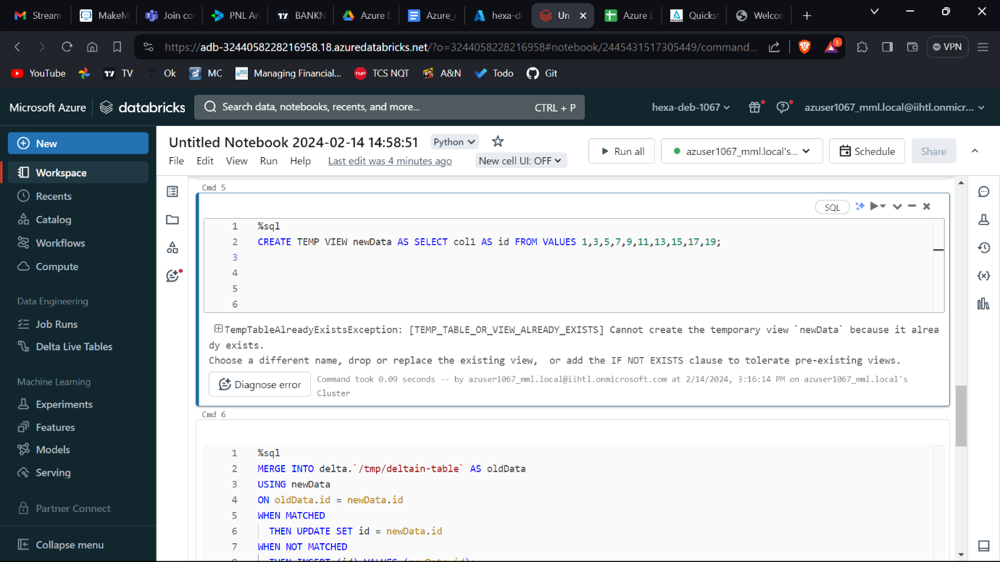 Stream
MakeM
Join co
PNL An
BANKN
Azure D
Azure_
hexa-d
Un
Azure L
Quicks
Welcon
https://adb-3244058228216958.18.azuredatabricks.net/?o=3244058228216958#notebook/2445431517305449/command...
5
VPN
YouTube
TV
Ok
MC
Managing Financial...
TCS NQT
A&N
Todo
Git
Microsoft Azure
databricks
Search data, notebooks, recents, and more...
CTRL + P
hexa-deb-1067
azuser1067_mml.local@iihtl.onmicr...
New
Workspace
Recents
Catalog
Workflows
Compute
Data Engineering
Job Runs
Delta Live Tables
Machine Learning
Experiments
Features
Models
Serving
Partner Connect
Collapse menu
Untitled Notebook 2024-02-14 14:58:51
Python
File Edit View Run Help Last edit was 4 minutes ago
New cell UI: OFF
Run all
azuser1067_mml.local's...
Schedule
Share
Cmd 5
SQL
1 %sql
2 CREATE TEMP VIEW newData AS SELECT col1 AS id FROM VALUES 1,3,5,7,9,11,13,15,17,19;
3
4
5
6
TempTableAlreadyExistsException: [TEMP_TABLE_OR_VIEW_ALREADY_EXISTS] Cannot create the temporary view `newData` because it alrea
dy exists.
Choose a different name, drop or replace the existing view,  or add the IF NOT EXISTS clause to tolerate pre-existing views.
Diagnose error
Command took 0.09 seconds -- by azuser1067_mml.local@iihtl.onmicrosoft.com at 2/14/2024, 3:16:14 PM on azuser1067_mml.local's
Cluster
Cmd 6
1 %sql
2 MERGE INTO delta.`/tmp/deltain-table` AS oldData
3 USING newData
4 ON oldData.id = newData.id
5 WHEN MATCHED
6 THEN UPDATE SET id = newData.id
7 WHEN NOT MATCHED
8 THEN INSERT (id) VALUES (newData.id);